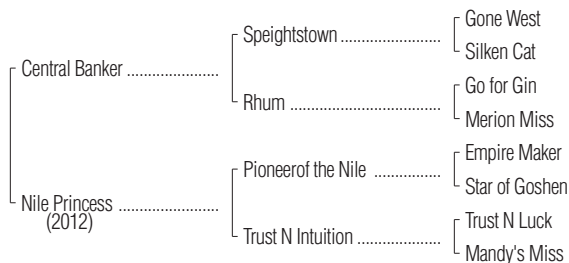 Gone West
Speightstown ......................
Silken Cat
Central Banker ....................
Go for Gin
Rhum .................................
Merion Miss
Empire Maker
Pioneerof the Nile ...............
Star of Goshen
Nile Princess ......................
(2012)
Trust N Luck
Trust N Intuition ..................
Mandy's Miss